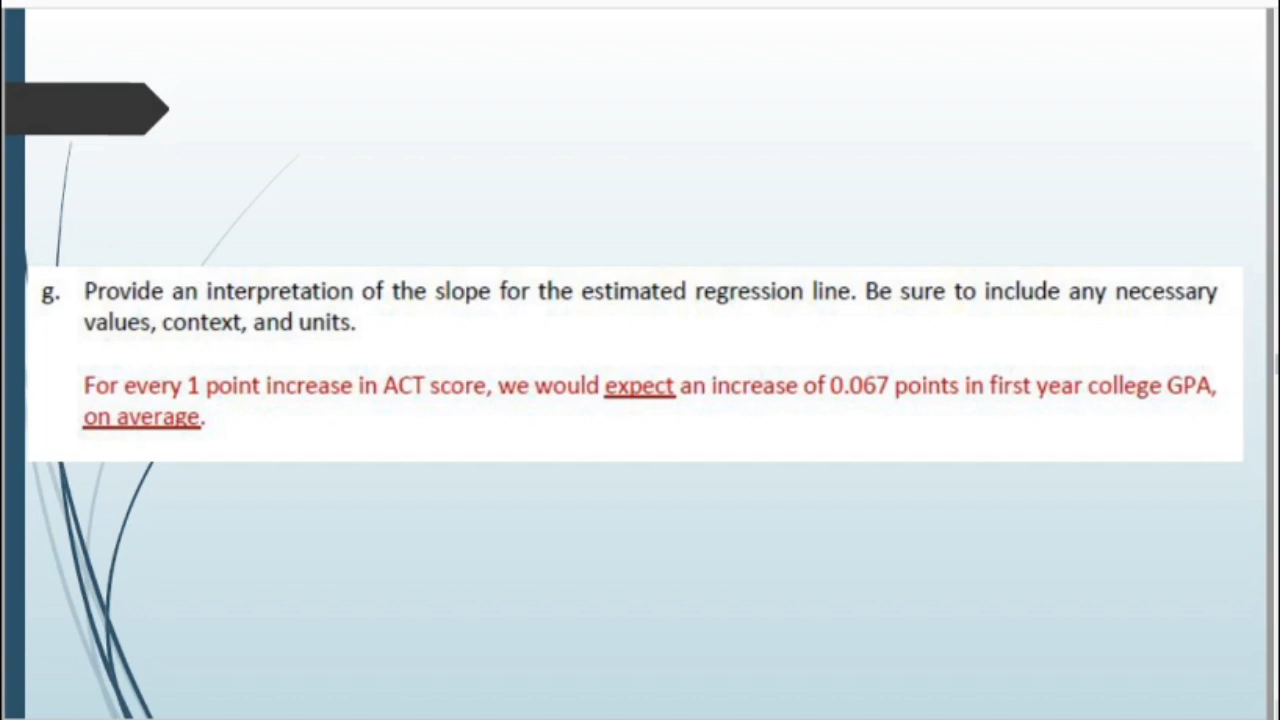 g. Provide an interpretation of the slope for the estimated regression line. Be sure to include any necessary
values, context, and units.
For every 1 point increase in ACT score, we would expect an increase of 0.067 points in first year college GPA,
on average.